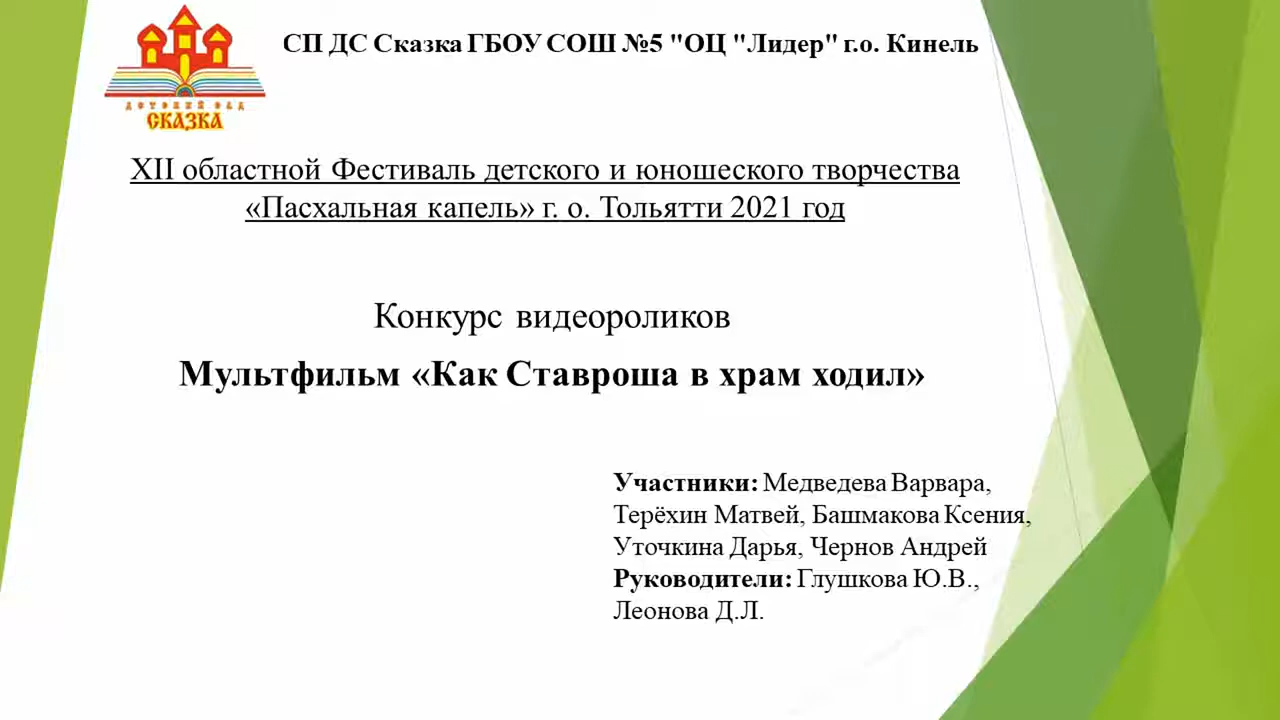 СП ДС Сказка ГБОУ СОШ №5 "ОЦ "Лидер" г.о. Кинель
ДЕТСКИЙ САД
СКАЗКА
XII областной Фестиваль детского и юношеского творчества
«Пасхальная капель» г. о. Тольятти 2021 год
Конкурс видеороликов
Мультфильм «Как Ставроша в храм ходил»
Участники: Медведева Варвара,
Терёхин Матвей, Башмакова Ксения,
Уточкина Дарья, Чернов Андрей
Руководители: Глушкова Ю.В.,
Леонова Д.Л.